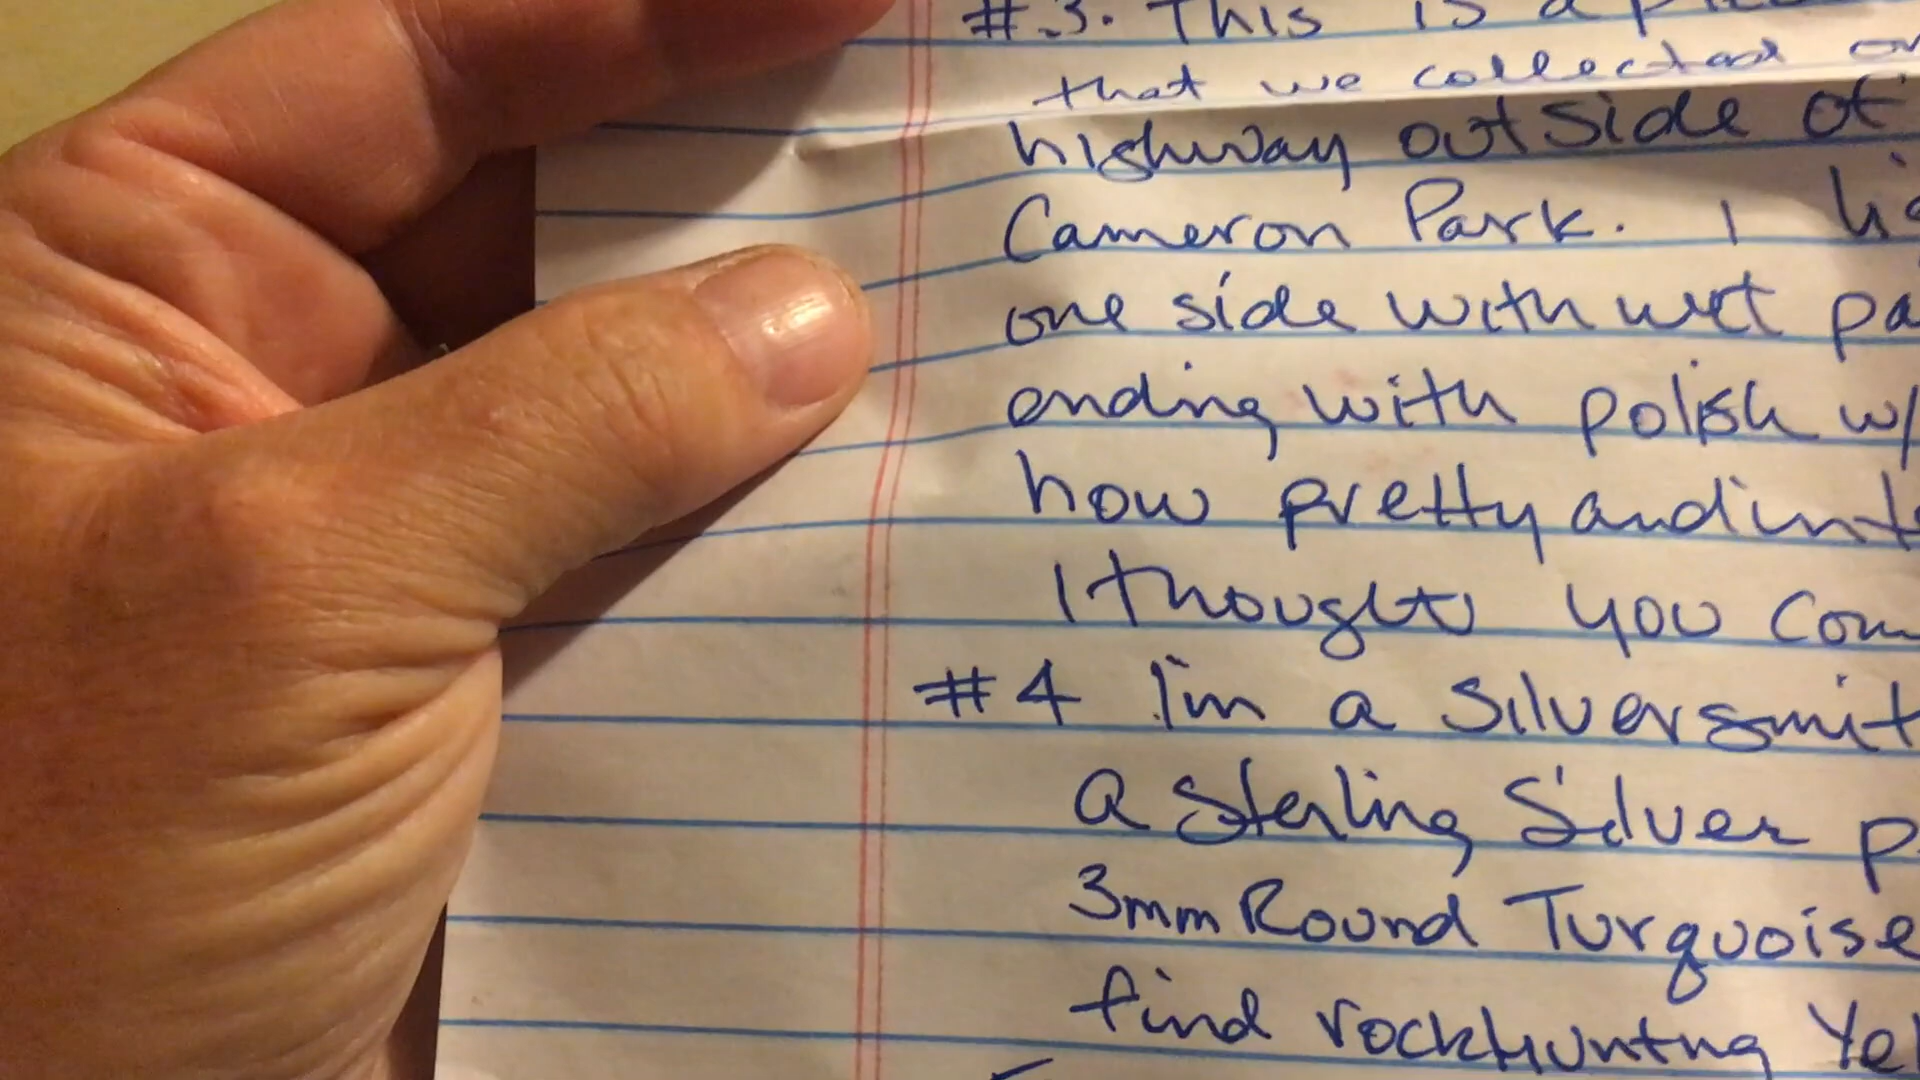 #3. This is a
that we collected
highway outside of
Cameron Park. I
one side with wet
ending with polish w/
how pretty and
I thought you
#4 I'm a
a Sterling Silver
3mm Round Turquoise
find rockhunting